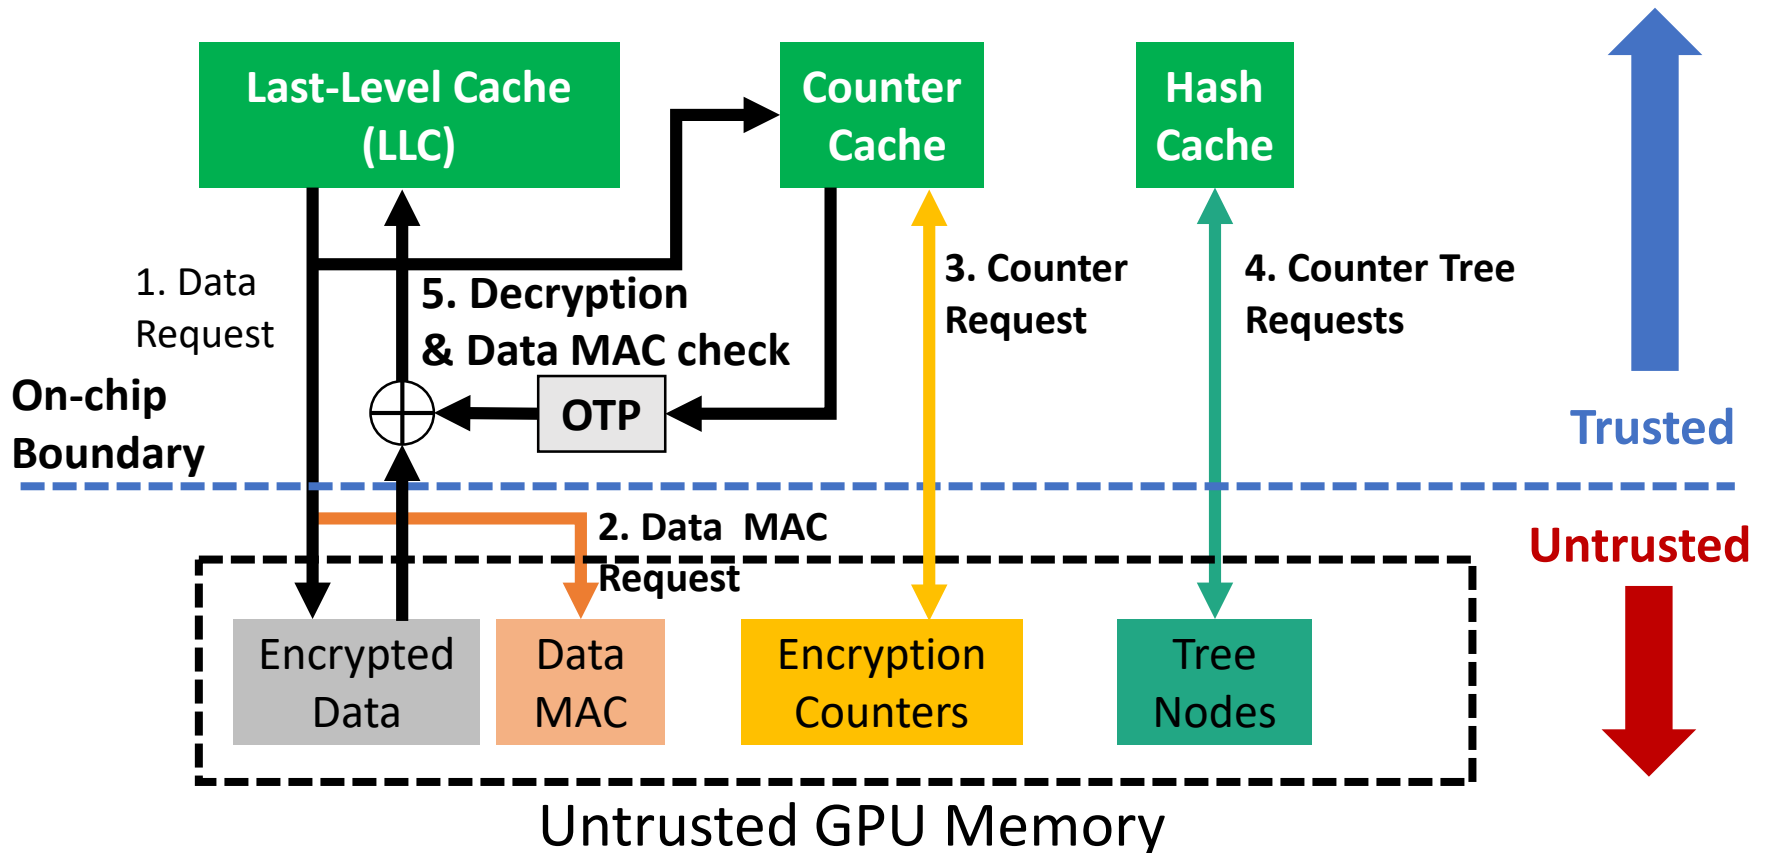 Last-Level Cache
(LLC)
Counter
Cache
Hash
Cache
1. Data
Request
5. Decryption
& Data MAC check
3. Counter
Request
4. Counter Tree
Requests
OTP
On-chip
Boundary
Trusted
2. Data MAC
Request
Untrusted
Encrypted
Data
Data
MAC
Encryption
Counters
Tree
Nodes
Untrusted GPU Memory